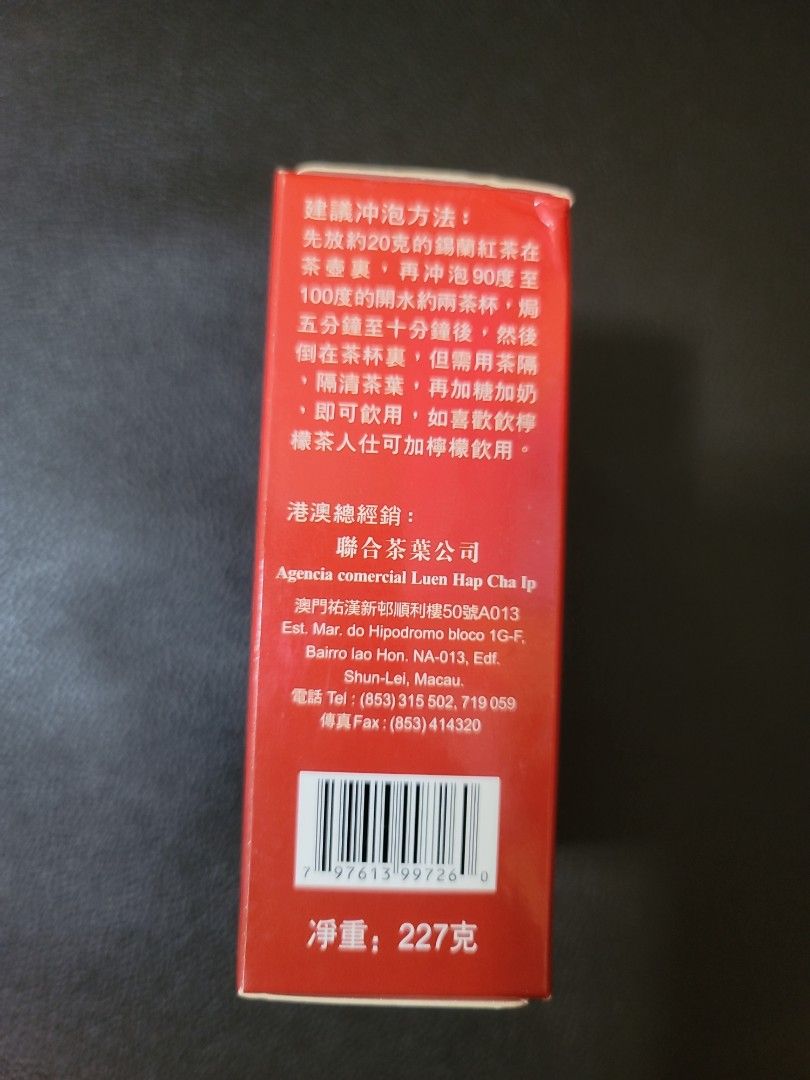 建議冲泡方法：
先放約20克的錫蘭紅茶在
茶壺裏，再冲泡90度至
100度的開水約兩茶杯，焗
五分鐘至十分鐘後，然後
倒在茶杯裏，但需用茶隔
，隔清茶葉，再加糖加奶
，即可飲用，如喜歡飲檸
檬茶人仕可加檸檬飲用。
港澳總經銷：
聯合茶葉公司
Agencia comercial Luen Hap Cha Ip
澳門祐漢新邨順利樓50號A013
Est. Mar. do Hipodromo bloco 1G-F,
Bairro Iao Hon. NA-013, Edf.
Shun-Lei, Macau.
電話 Tel : (853) 315 502, 719 059
傳真 Fax : (853) 414320
7 97613 99726 0
凈重：227克